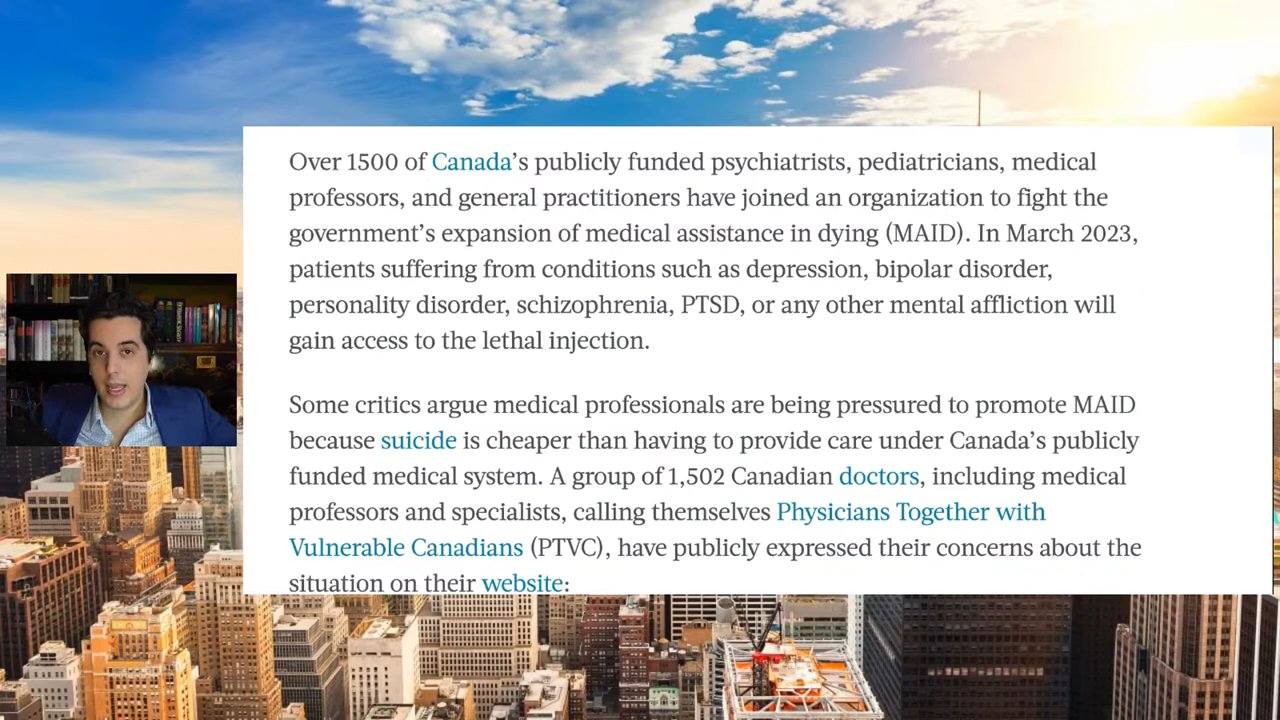 Over 1500 of Canada’s publicly funded psychiatrists, pediatricians, medical
professors, and general practitioners have joined an organization to fight the
government’s expansion of medical assistance in dying (MAID). In March 2023,
patients suffering from conditions such as depression, bipolar disorder,
personality disorder, schizophrenia, PTSD, or any other mental affliction will
gain access to the lethal injection.
Some critics argue medical professionals are being pressured to promote MAID
because suicide is cheaper than having to provide care under Canada’s publicly
funded medical system. A group of 1,502 Canadian doctors, including medical
professors and specialists, calling themselves Physicians Together with
Vulnerable Canadians (PTVC), have publicly expressed their concerns about the
situation on their website: